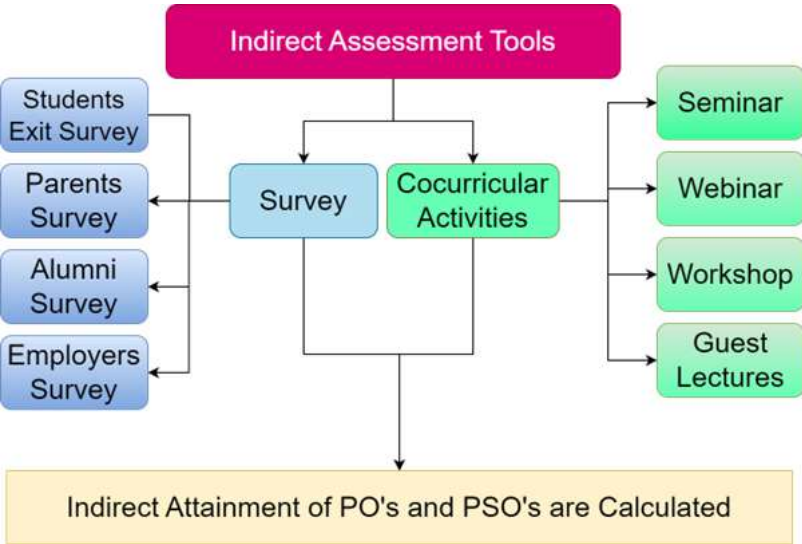 Indirect Assessment Tools
Students
Exit Survey
Parents
Survey
Alumni
Survey
Employers
Survey
Survey
Cocurricular
Activities
Seminar
Webinar
Workshop
Guest
Lectures
Indirect Attainment of PO's and PSO's are Calculated